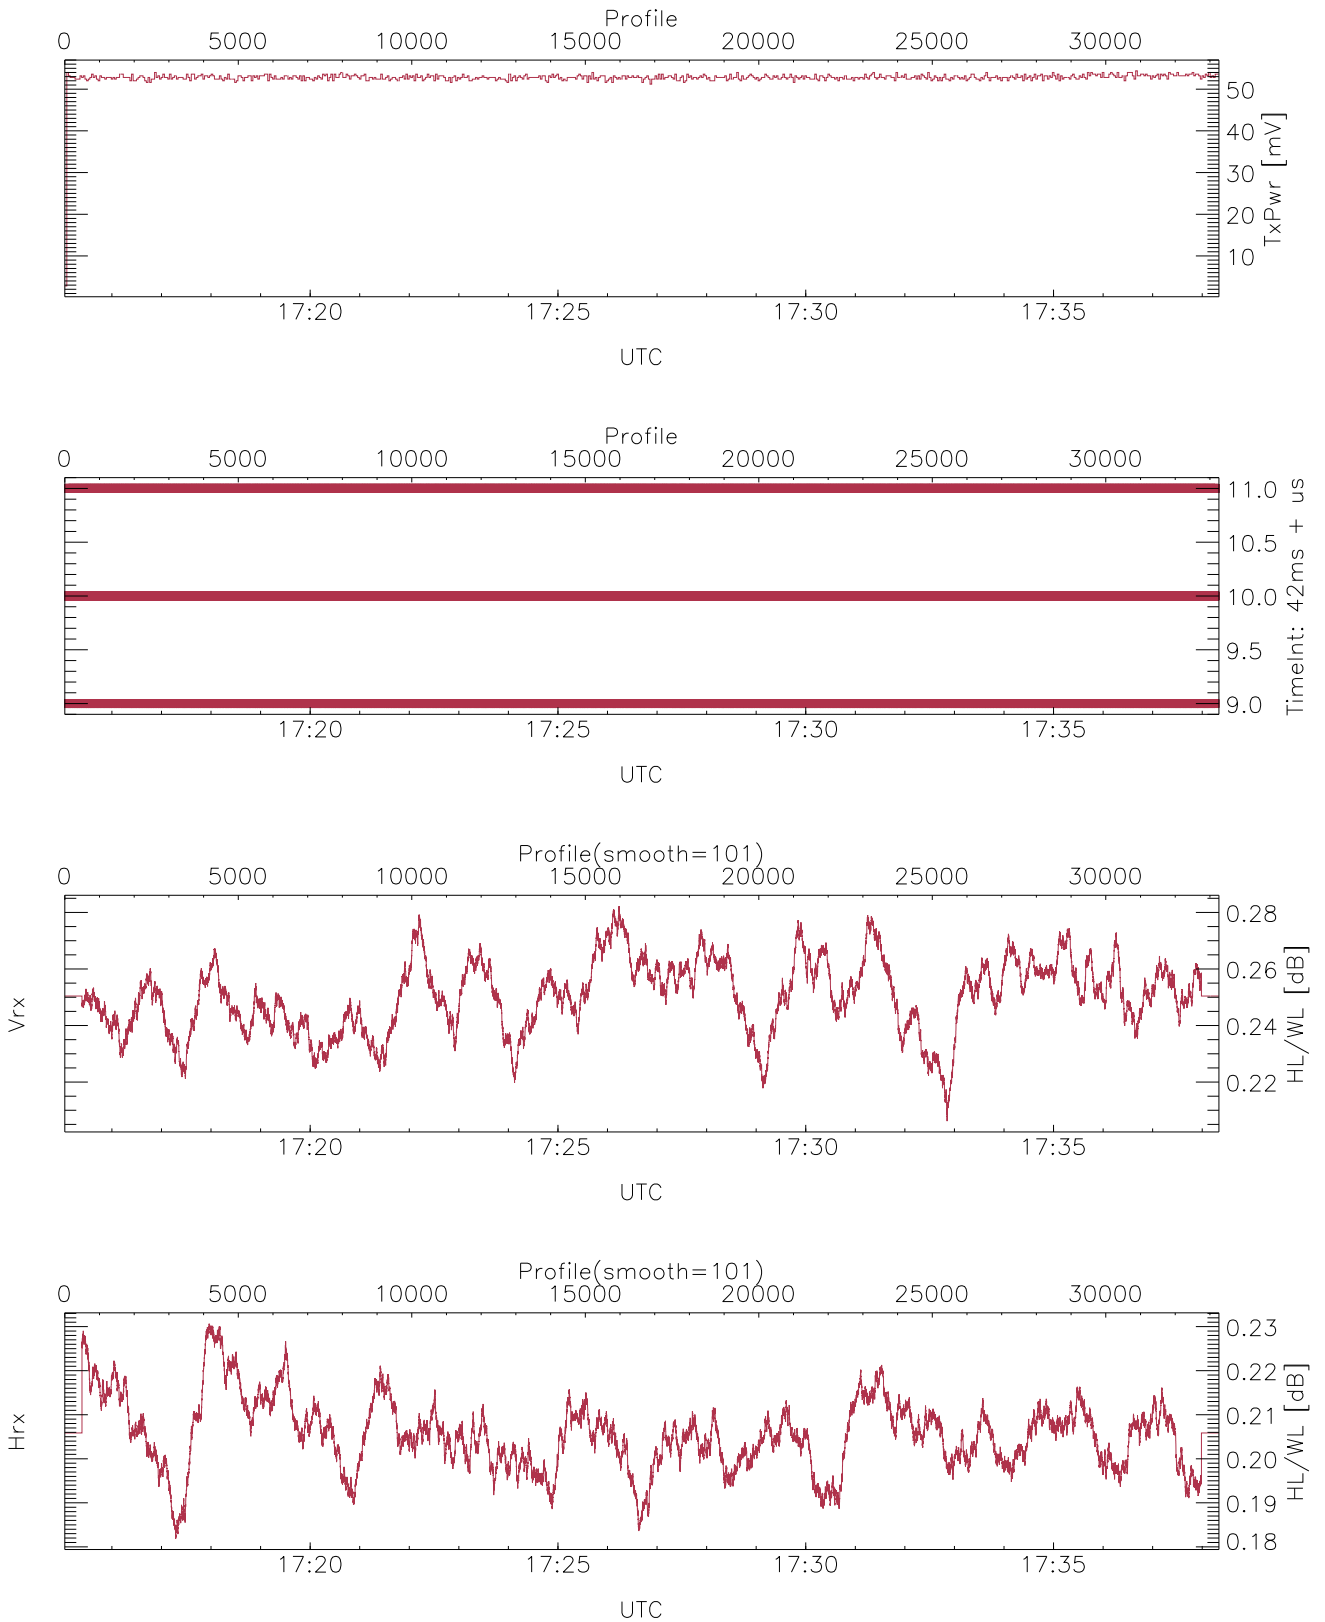 Profile
0 5000 10000 15000 20000 25000 30000
50
40
30
20
10
TxPwr [mV]
17:20 17:25 17:30 17:35
UTC
Profile
0 5000 10000 15000 20000 25000 30000
11.0
10.5
10.0
9.5
9.0
TimeInt: 42ms + us
17:20 17:25 17:30 17:35
UTC
Profile(smooth=101)
0 5000 10000 15000 20000 25000 30000
Vrx
0.28
0.26
0.24
0.22
HL/WL [dB]
17:20 17:25 17:30 17:35
UTC
Profile(smooth=101)
0 5000 10000 15000 20000 25000 30000
Hrx
0.23
0.22
0.21
0.20
0.19
0.18
HL/WL [dB]
17:20 17:25 17:30 17:35
UTC